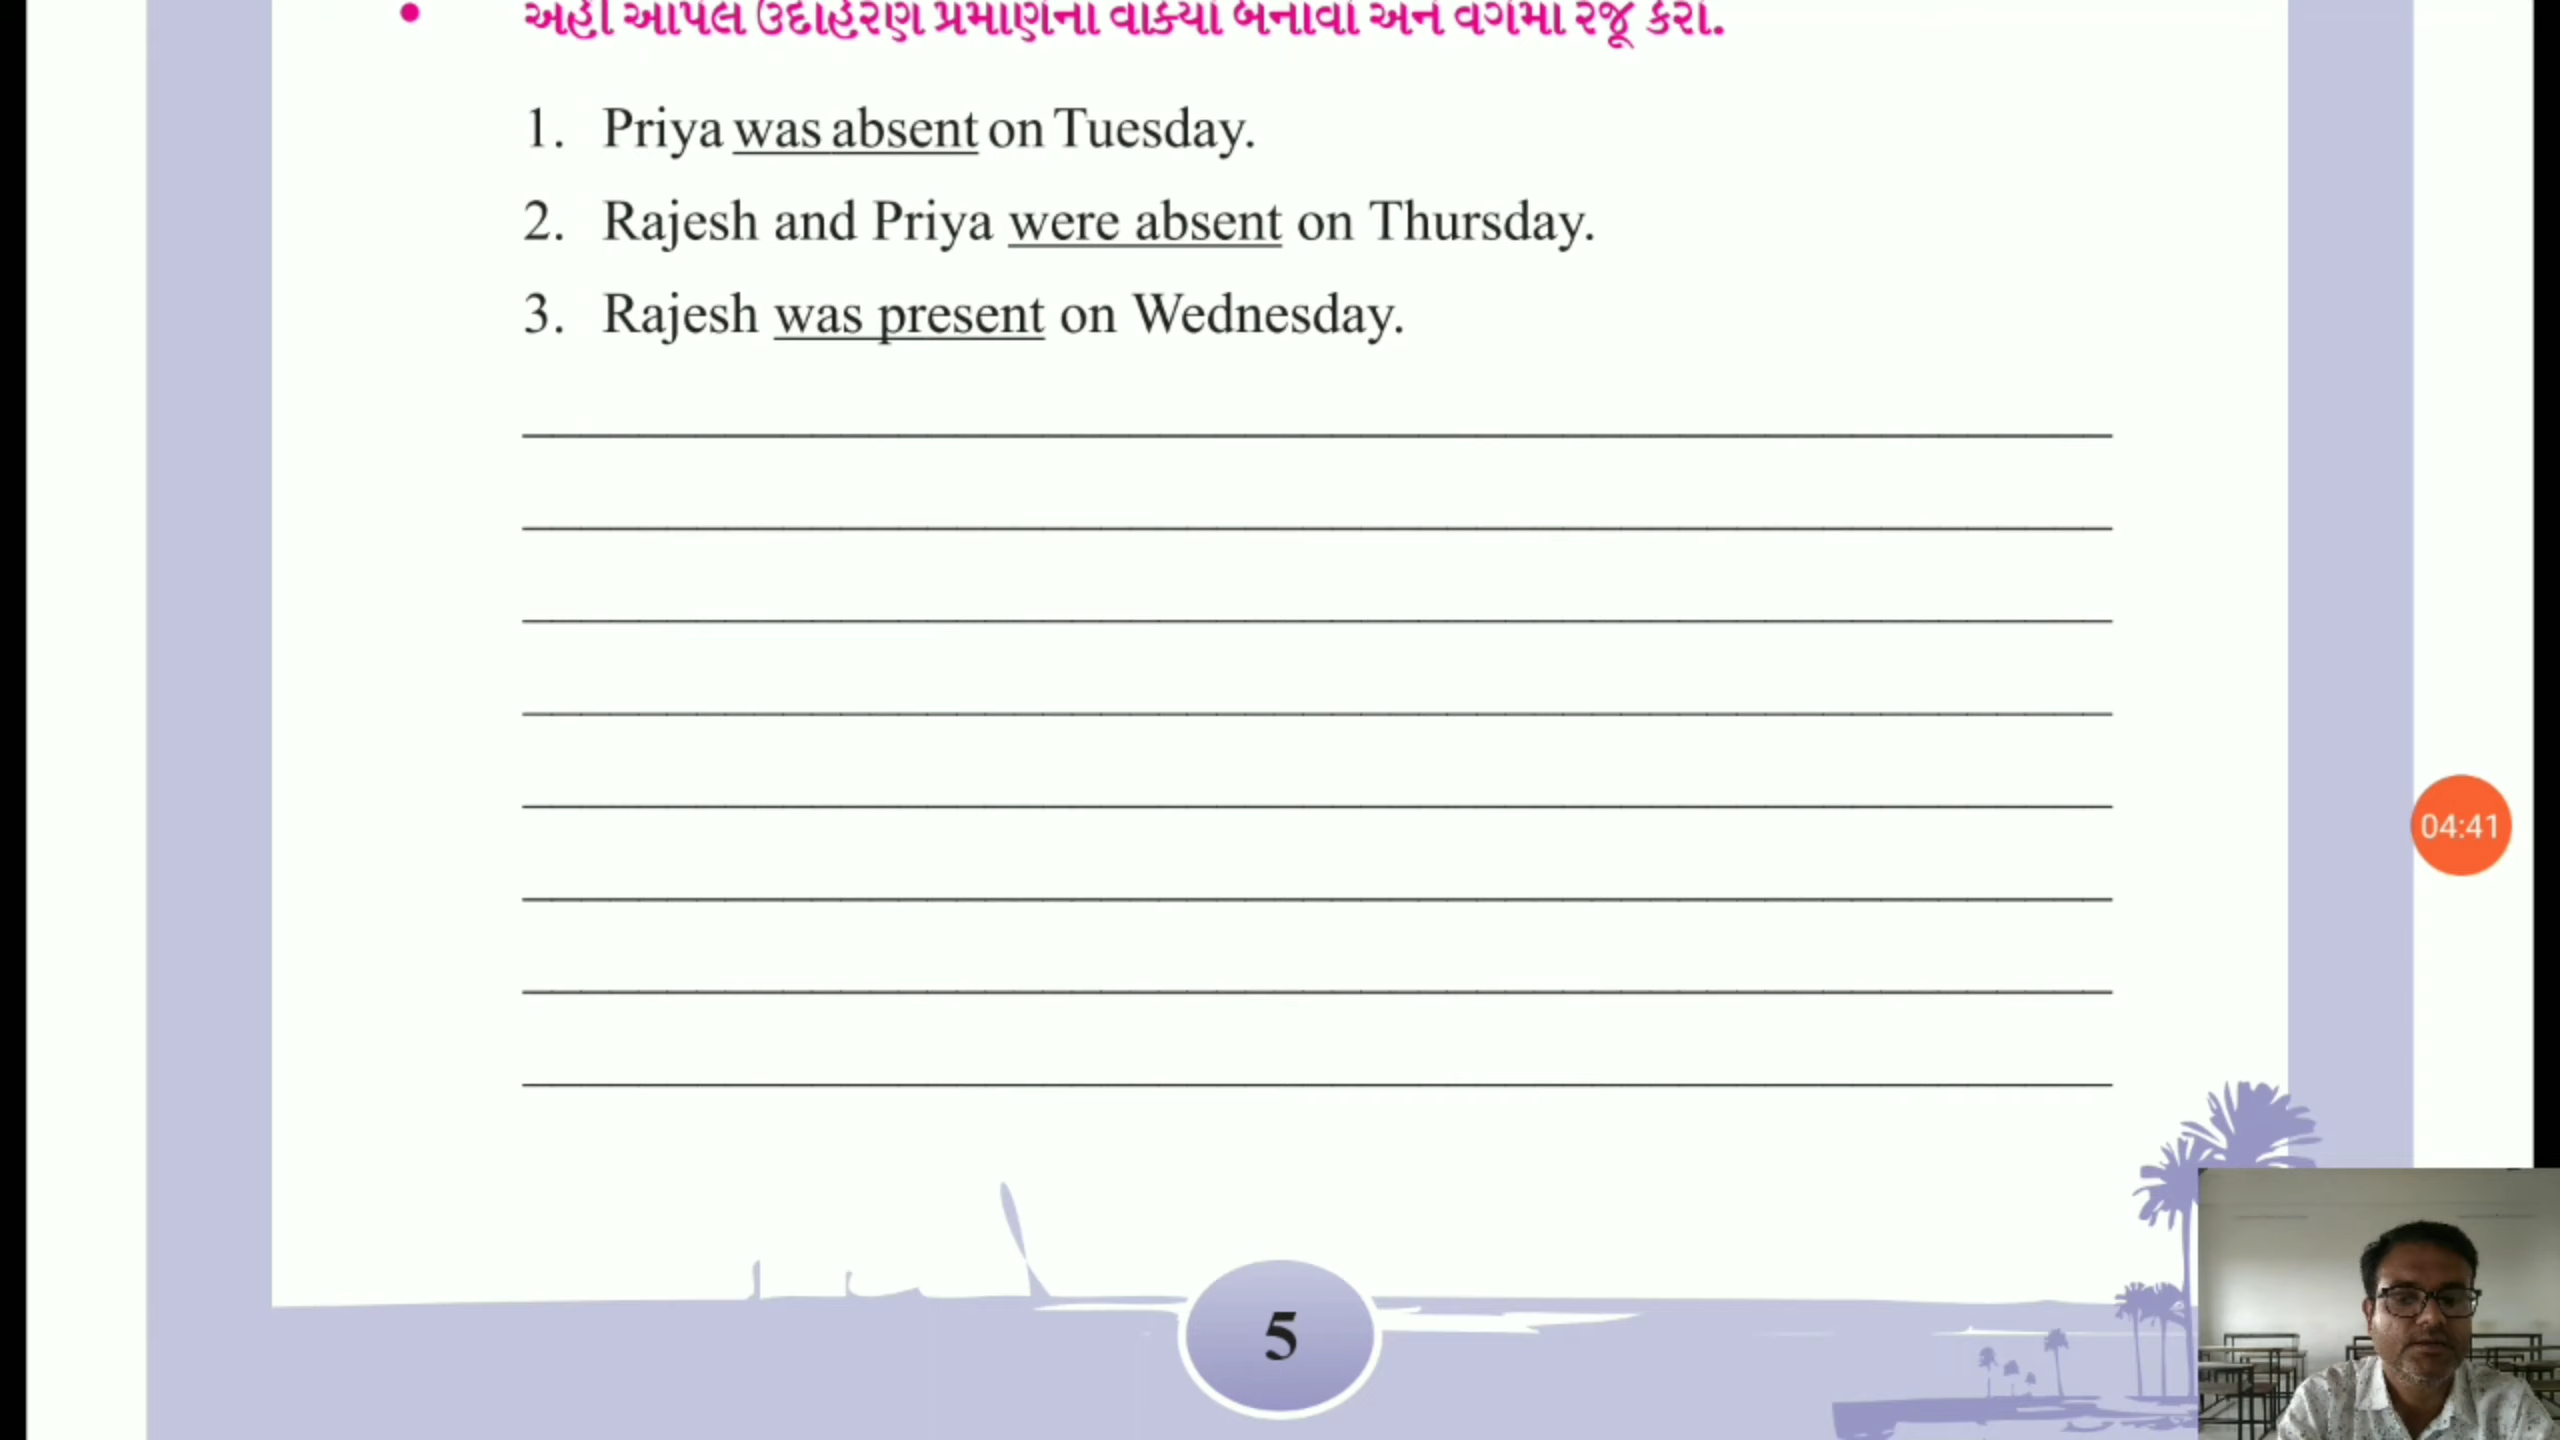 • અહીં આપેલ ઉદાહરણ પ્રમાણેનાં વાક્યો બનાવો અને વર્ગમાં રજૂ કરો.
1. Priya was absent on Tuesday.
2. Rajesh and Priya were absent on Thursday.
3. Rajesh was present on Wednesday.
04:41
5